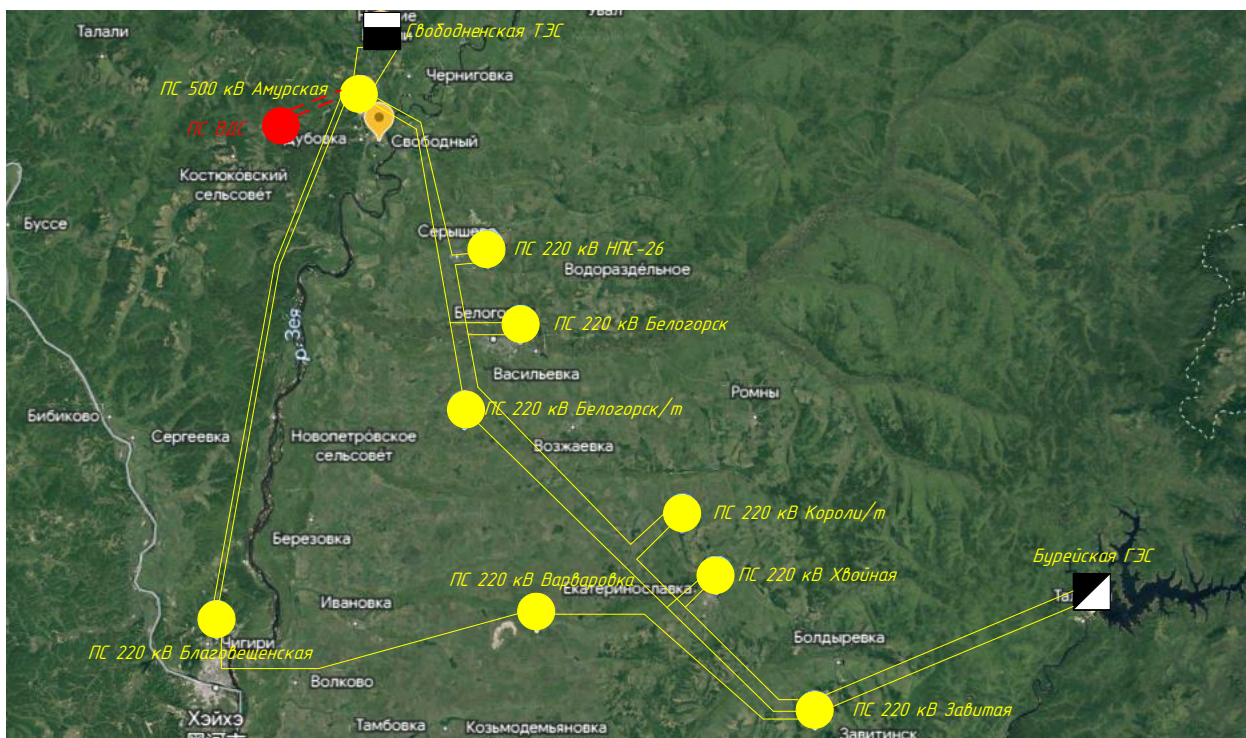 Увал
Талали
Свободненская ТЭС
Черниговка
ПС 500 кВ Амурская
ПС ВДС
Дубовка
Свободный
Костюковский
сельсовет
Буссе
Серышево
ПС 220 кВ НПС-26
Водораздельное
р. Зея
Белого
ПС 220 кВ Белогорск
Васильевка
Ромны
Бибиково
ПС 220 кВ Белогорск/т
Сергеевка
Новопетровское
сельсовет
Возжаевка
ПС 220 кВ Короли/т
Березовка
Бурейская ГЭС
ПС 220 кВ Варваровка
ПС 220 кВ Хвойная
Екатеринославка
Ивановка
Чигири
Болдыревка
ПС 220 кВ Благовещенская
Волково
ПС 220 кВ Завитая
Хэйхэ
Тамбовка
Козьмодемьяновка
Завитинск